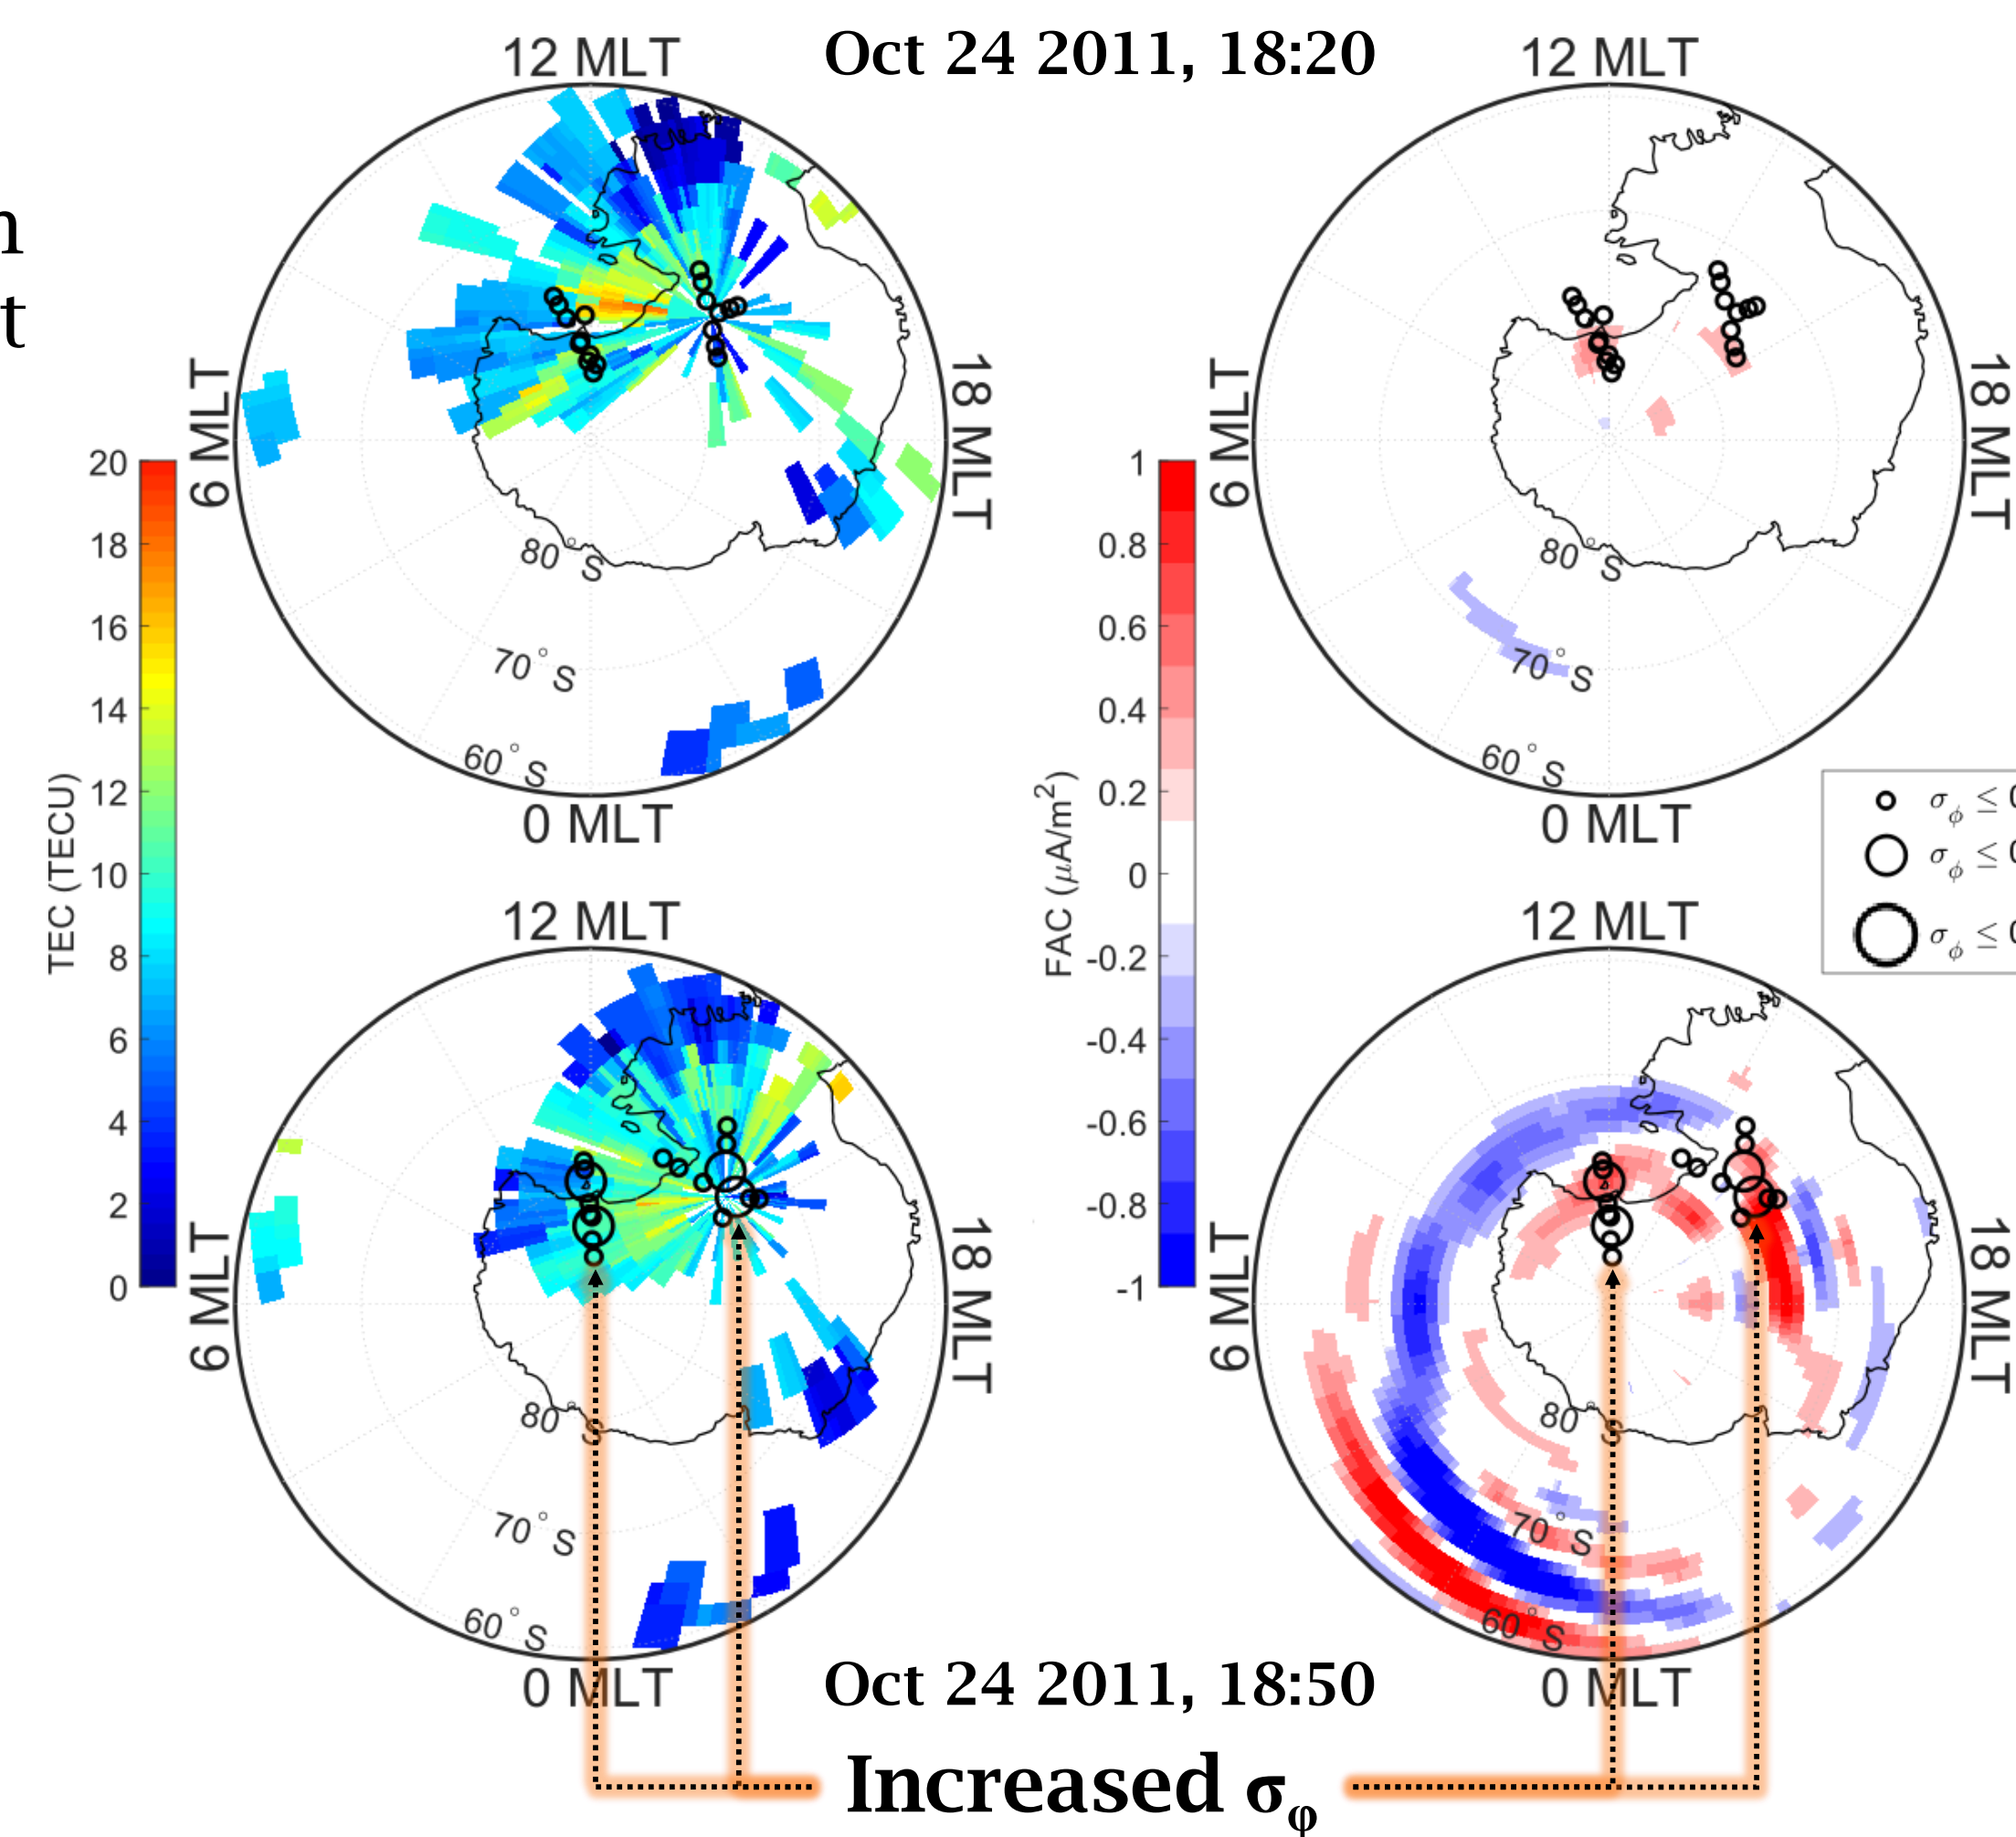 Oct 24 2011, 18:20
12 MLT
6 MLT
18 MLT
80° S
70° S
60° S
0 MLT
12 MLT
6 MLT
18 MLT
80° S
70° S
60° S
0 MLT
20
18
16
14
12
10
8
6
4
2
0
TEC (TECU)
1
0.8
0.6
0.4
0.2
0
-0.2
-0.4
-0.6
-0.8
-1
FAC (μA/m²)
σϕ ≤
σϕ ≤
σϕ ≤
12 MLT
6 MLT
18 MLT
80° S
70° S
60° S
0 MLT
12 MLT
6 MLT
18 MLT
80° S
70° S
60° S
0 MLT
Oct 24 2011, 18:50
Increased σφ